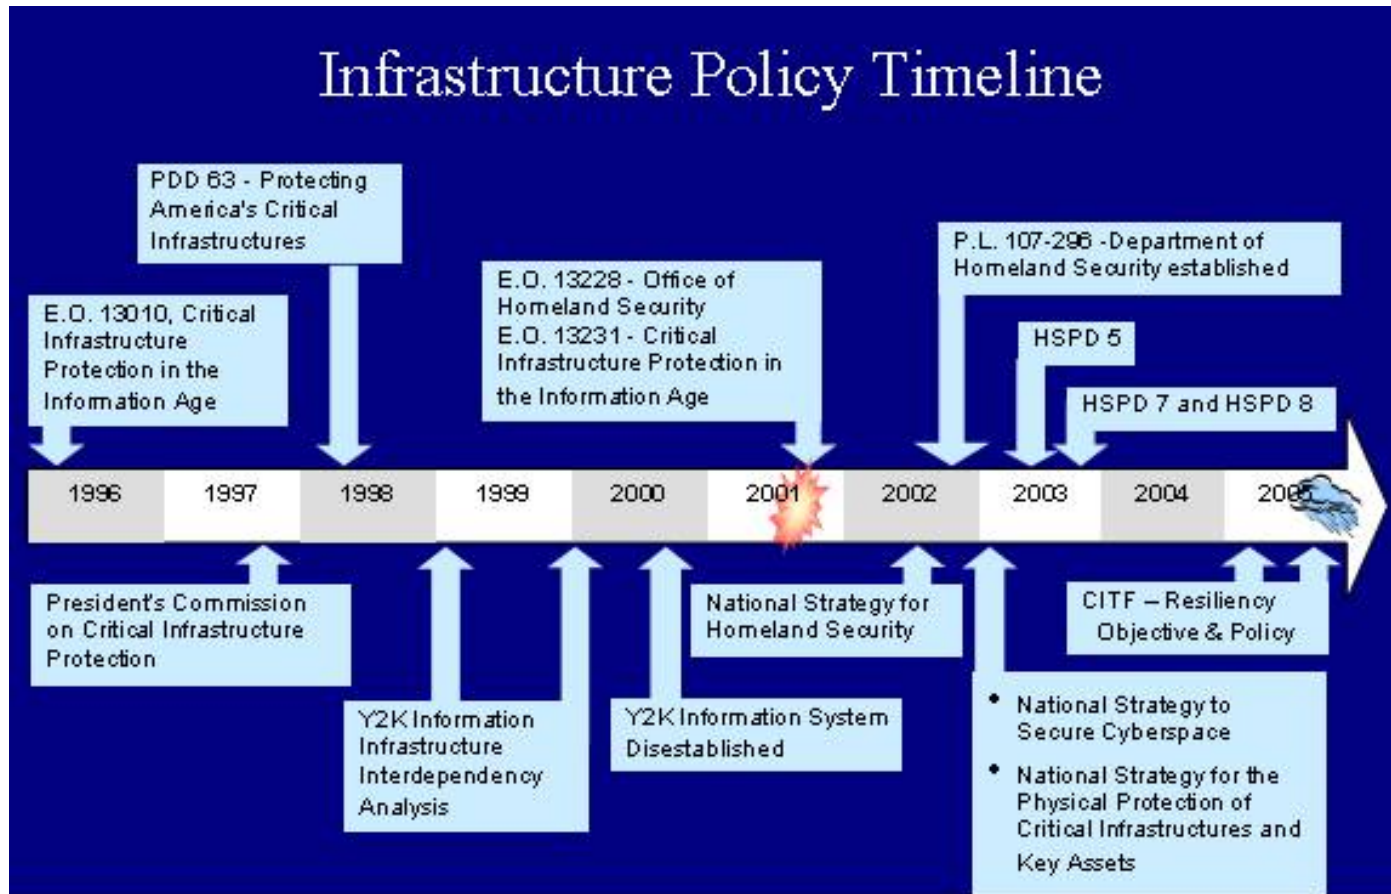 Infrastructure Policy Timeline
PDD 63 - Protecting
America's Critical
Infrastructures
E.O. 13010, Critical
Infrastructure
Protection in the
Information Age
E.O. 13228 - Office of
Homeland Security
E.O. 13231 - Critical
Infrastructure Protection in
the Information Age
P.L. 107-296 -Department of
Homeland Security established
HSPD 5
HSPD 7 and HSPD 8
1996 1997 1998 1999 2000 2001 2002 2003 2004 2005
President's Commission
on Critical Infrastructure
Protection
Y2K Information
Infrastructure
Interdependency
Analysis
Y2K Information System
Disestablished
National Strategy for
Homeland Security
CITF – Resiliency
Objective & Policy
• National Strategy to
Secure Cyberspace
• National Strategy for the
Physical Protection of
Critical Infrastructures and
Key Assets